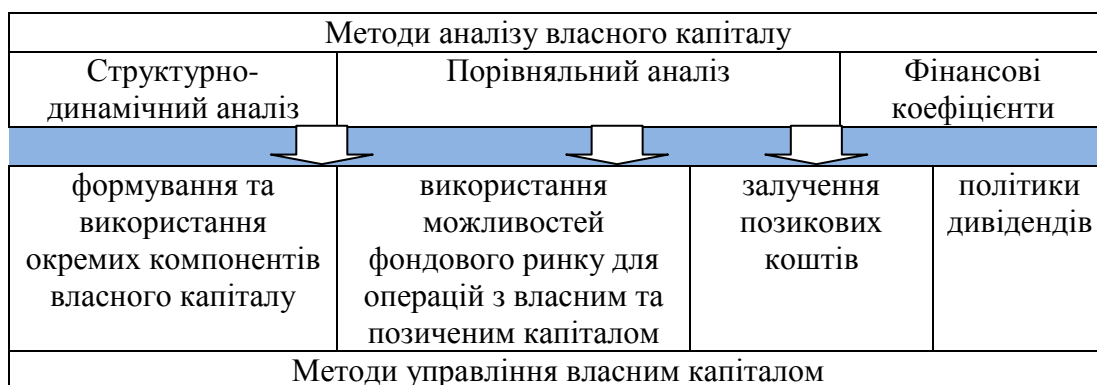 Методи аналізу власного капіталу
Структурно-
динамічний аналіз
Порівняльний аналіз
Фінансові
коефіцієнти
формування та
використання
окремих компонентів
власного капіталу
використання
можливостей
фондового ринку для
операцій з власним та
позиченим капіталом
залучення
позикових
коштів
політики
дивідендів
Методи управління власним капіталом